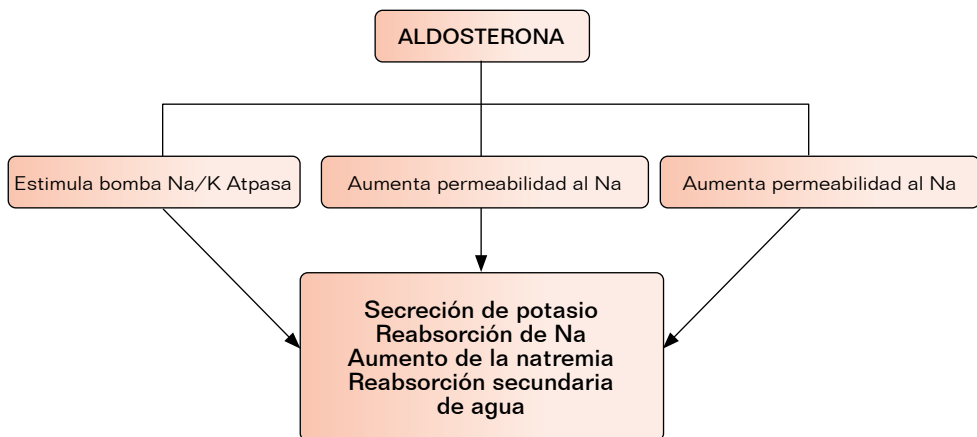 ALDOSTERONA
Estimula bomba Na/K Atpasa
Aumenta permeabilidad al Na
Aumenta permeabilidad al Na
Secreción de potasio
Reabsorción de Na
Aumento de la natremia
Reabsorción secundaria
de agua